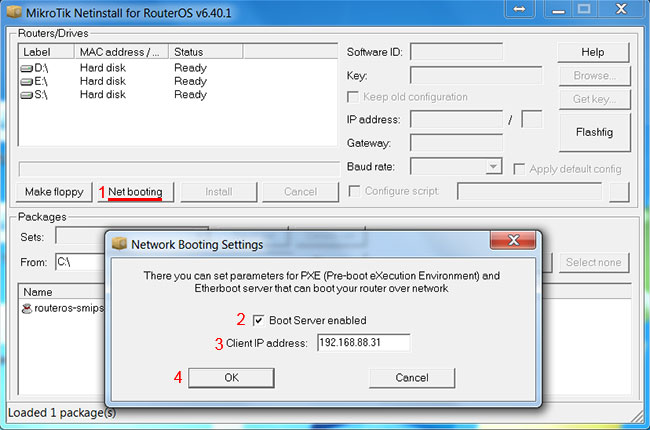 MikroTik Netinstall for RouterOS v6.40.1
Routers/Drives
Label MAC address /... Status
D:\ Hard disk Ready
E:\ Hard disk Ready
S:\ Hard disk Ready
Software ID:
Help
Key:
Browse...
Keep old configuration
Get key...
IP address: /
Flashfig
Gateway:
Baud rate:
Apply default config
Make floppy 1 Net booting Install Cancel
Configure script:
Packages
Sets:
From: C:\
Select none
Name
routeros-smips
Network Booting Settings
There you can set parameters for PXE (Pre-boot eXecution Environment) and
Etherboot server that can boot your router over network
2 Boot Server enabled
3 Client IP address: 192.168.88.31
4 OK Cancel
Loaded 1 package(s)